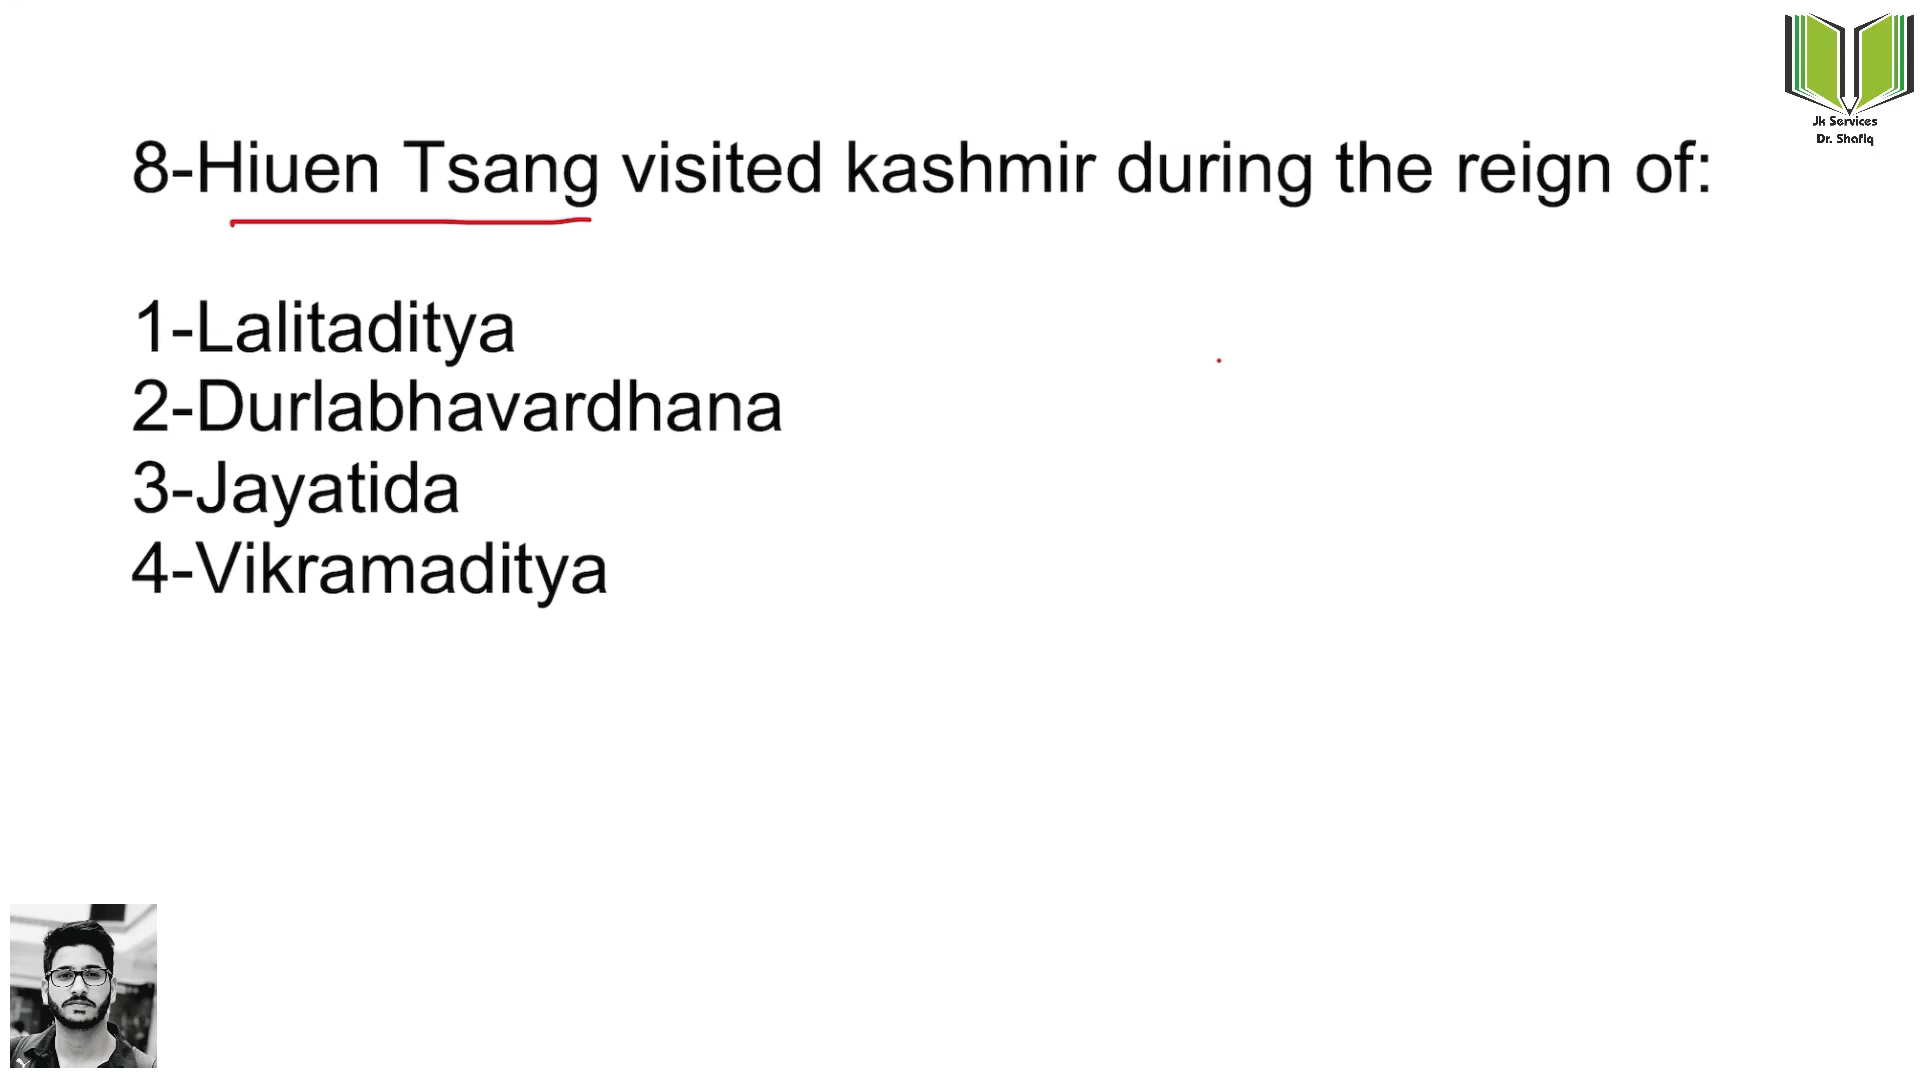 Jk Services
Dr. Shafiq
8-Hiuen Tsang visited kashmir during the reign of:
1-Lalitaditya
2-Durlabhavardhana
3-Jayatida
4-Vikramaditya